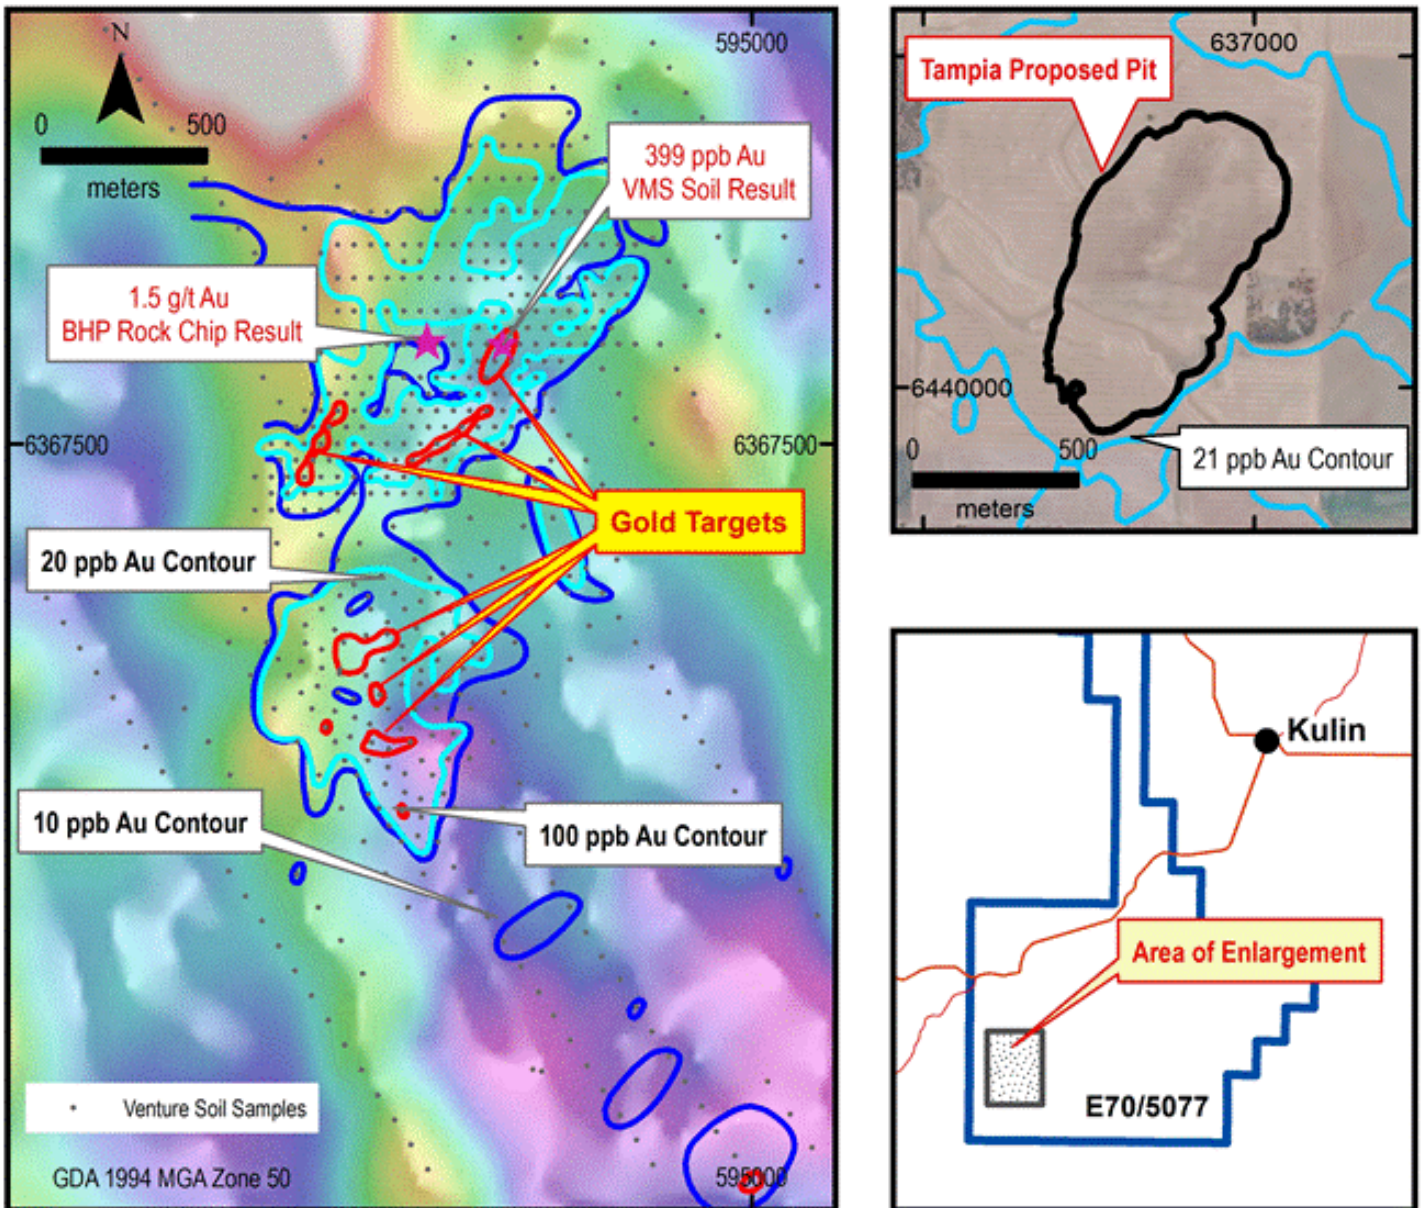 N
595000
0 500
meters
399 ppb Au
VMS Soil Result
1.5 g/t Au
BHP Rock Chip Result
6367500
6367500
Gold Targets
20 ppb Au Contour
10 ppb Au Contour
100 ppb Au Contour
Venture Soil Samples
GDA 1994 MGA Zone 50
595000
637000
Tampia Proposed Pit
6440000
0 500
meters
21 ppb Au Contour
Kulin
Area of Enlargement
E70/5077